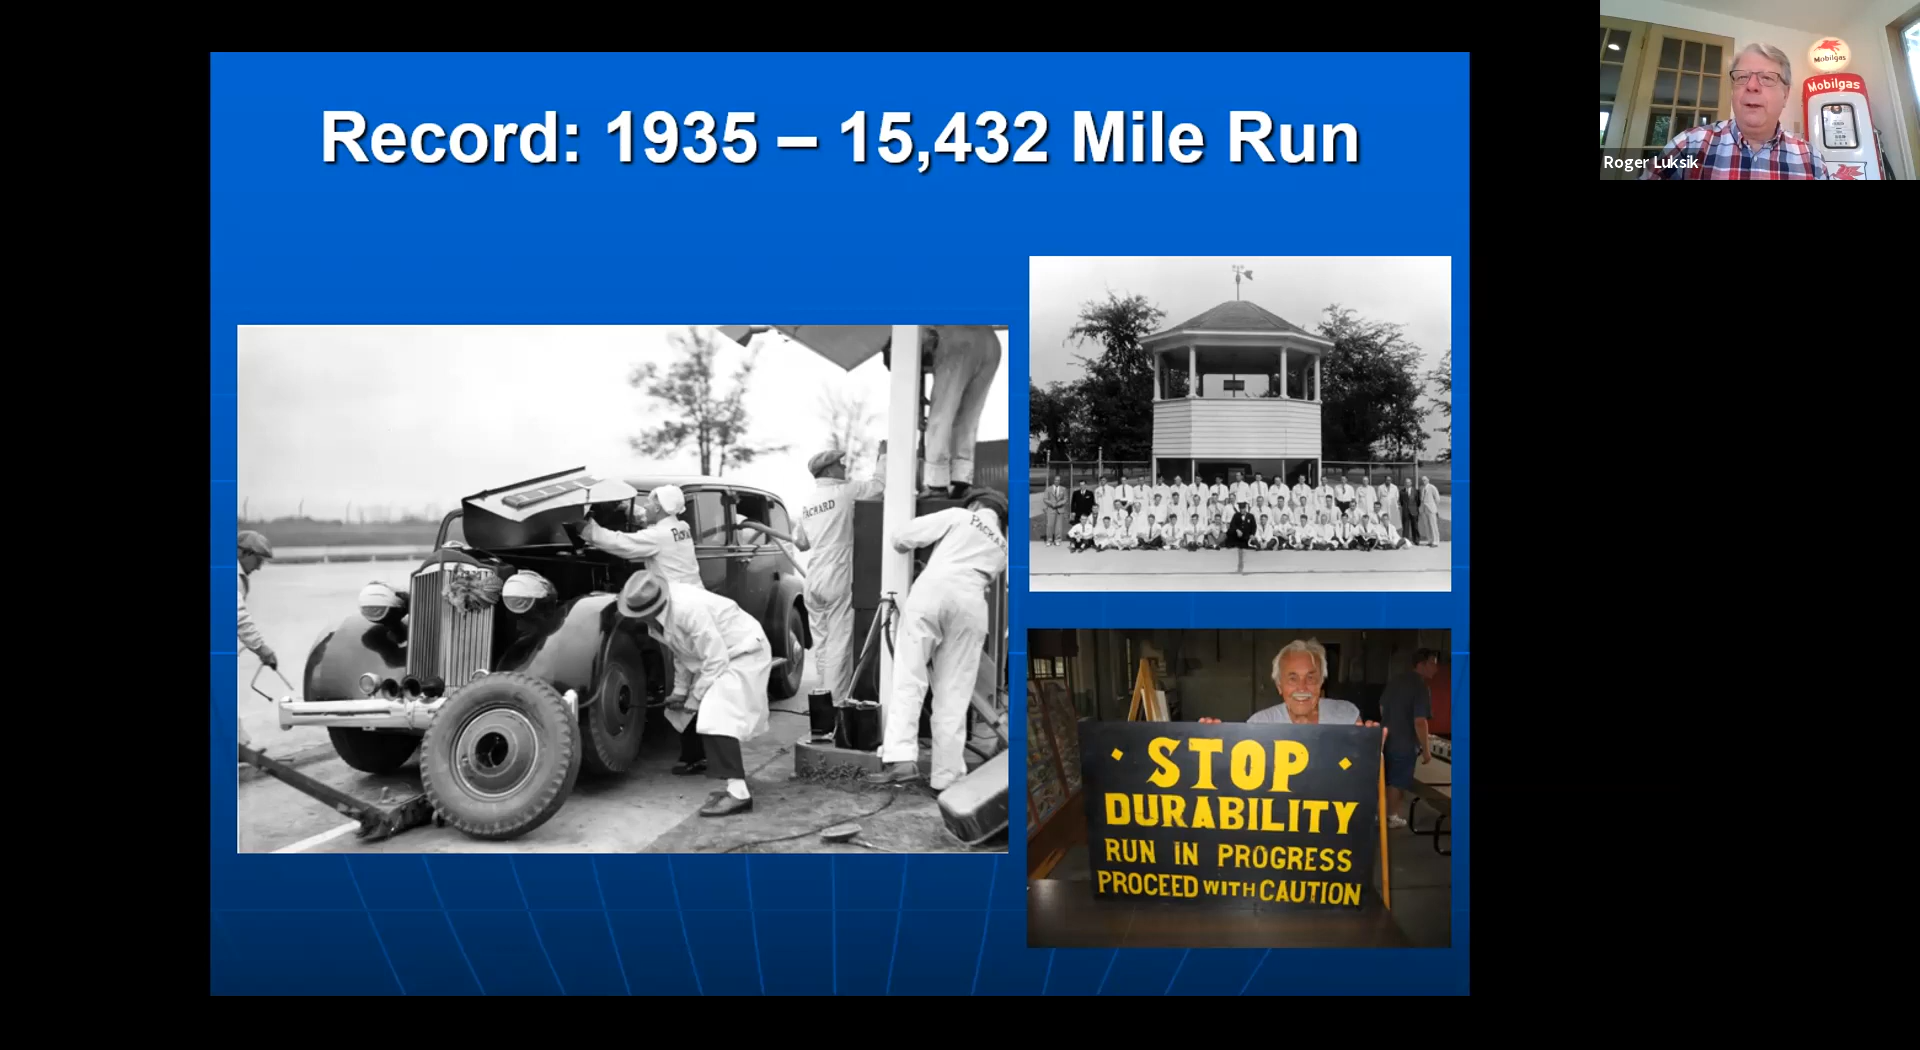 Record: 1935 – 15,432 Mile Run
Mobilgas
Mobilgas
Roger Luksik
PACKARD
PACKARD
STOP
DURABILITY
RUN IN PROGRESS
PROCEED WITH CAUTION